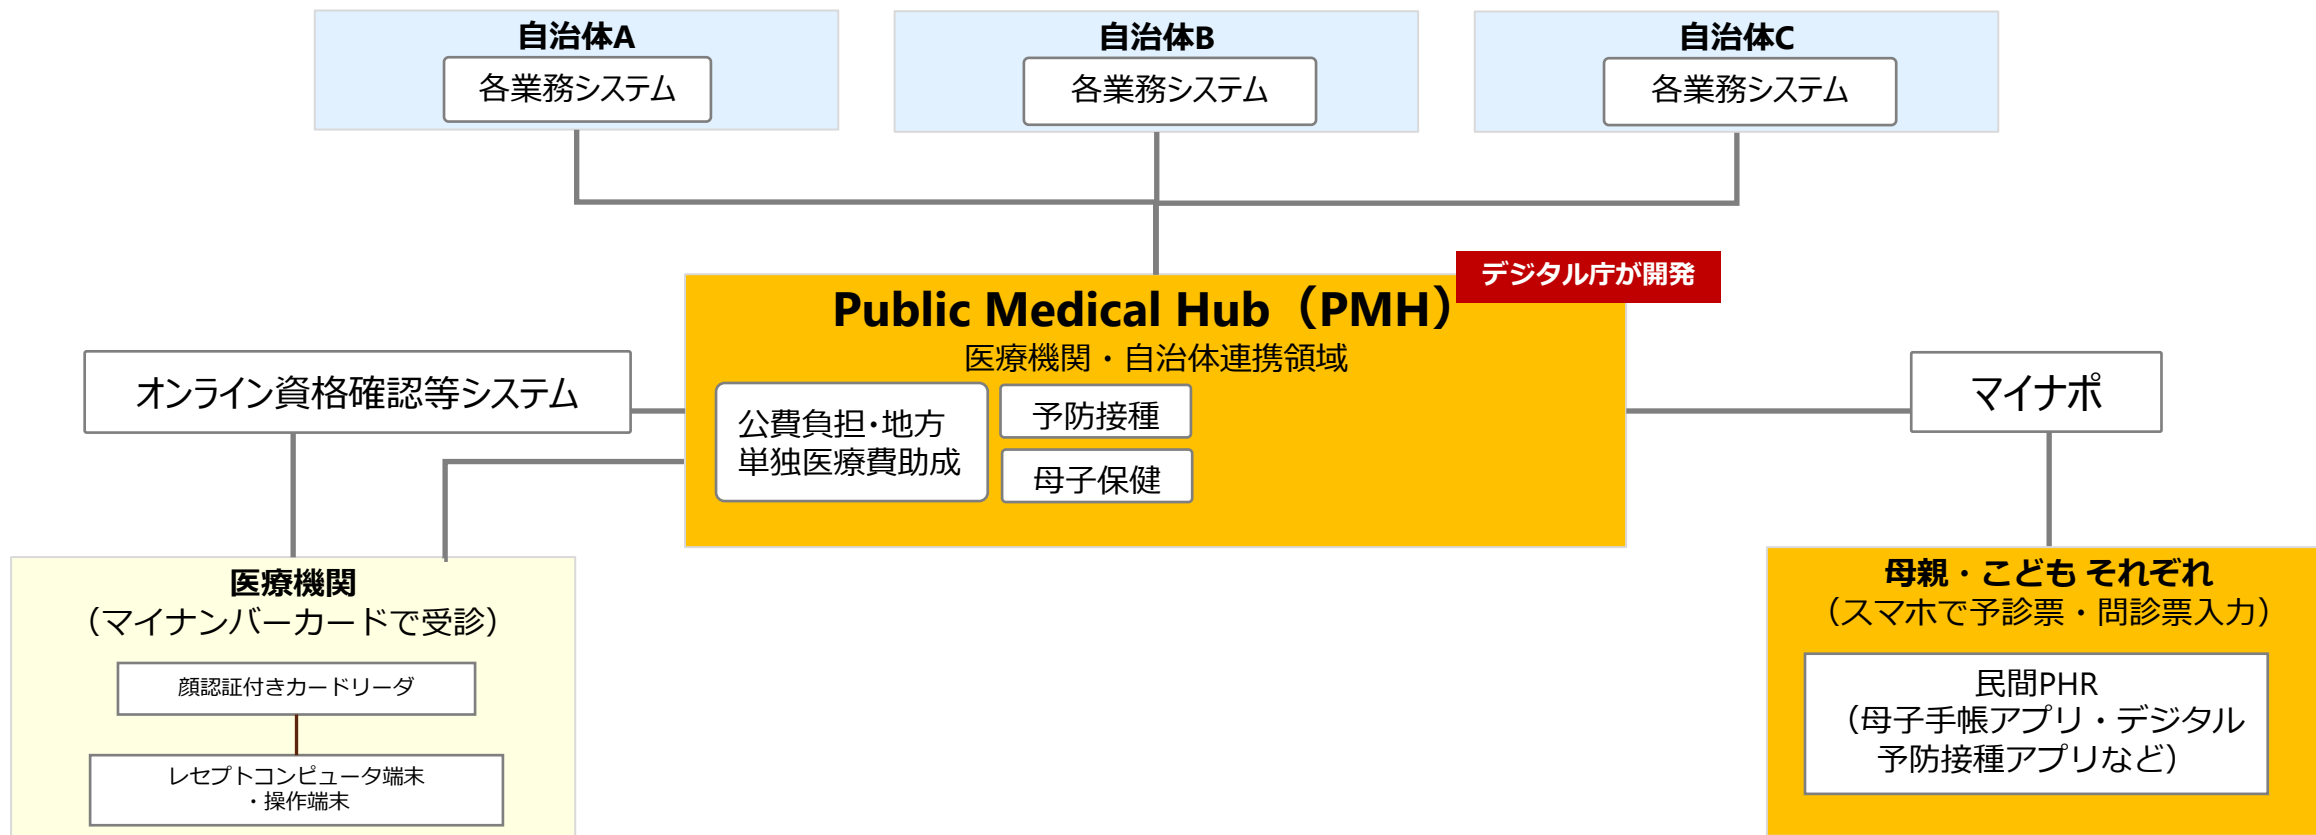 自治体A
各業務システム
自治体B
各業務システム
自治体C
各業務システム
デジタル庁が開発
Public Medical Hub（PMH）
医療機関・自治体連携領域
公費負担･地方
単独医療費助成
予防接種
母子保健
オンライン資格確認等システム
マイナポ
医療機関
（マイナンバーカードで受診）
顔認証付きカードリーダ
レセプトコンピュータ端末
・操作端末
母親・こども それぞれ
（スマホで予診票・問診票入力）
民間PHR
（母子手帳アプリ・デジタル
予防接種アプリなど）